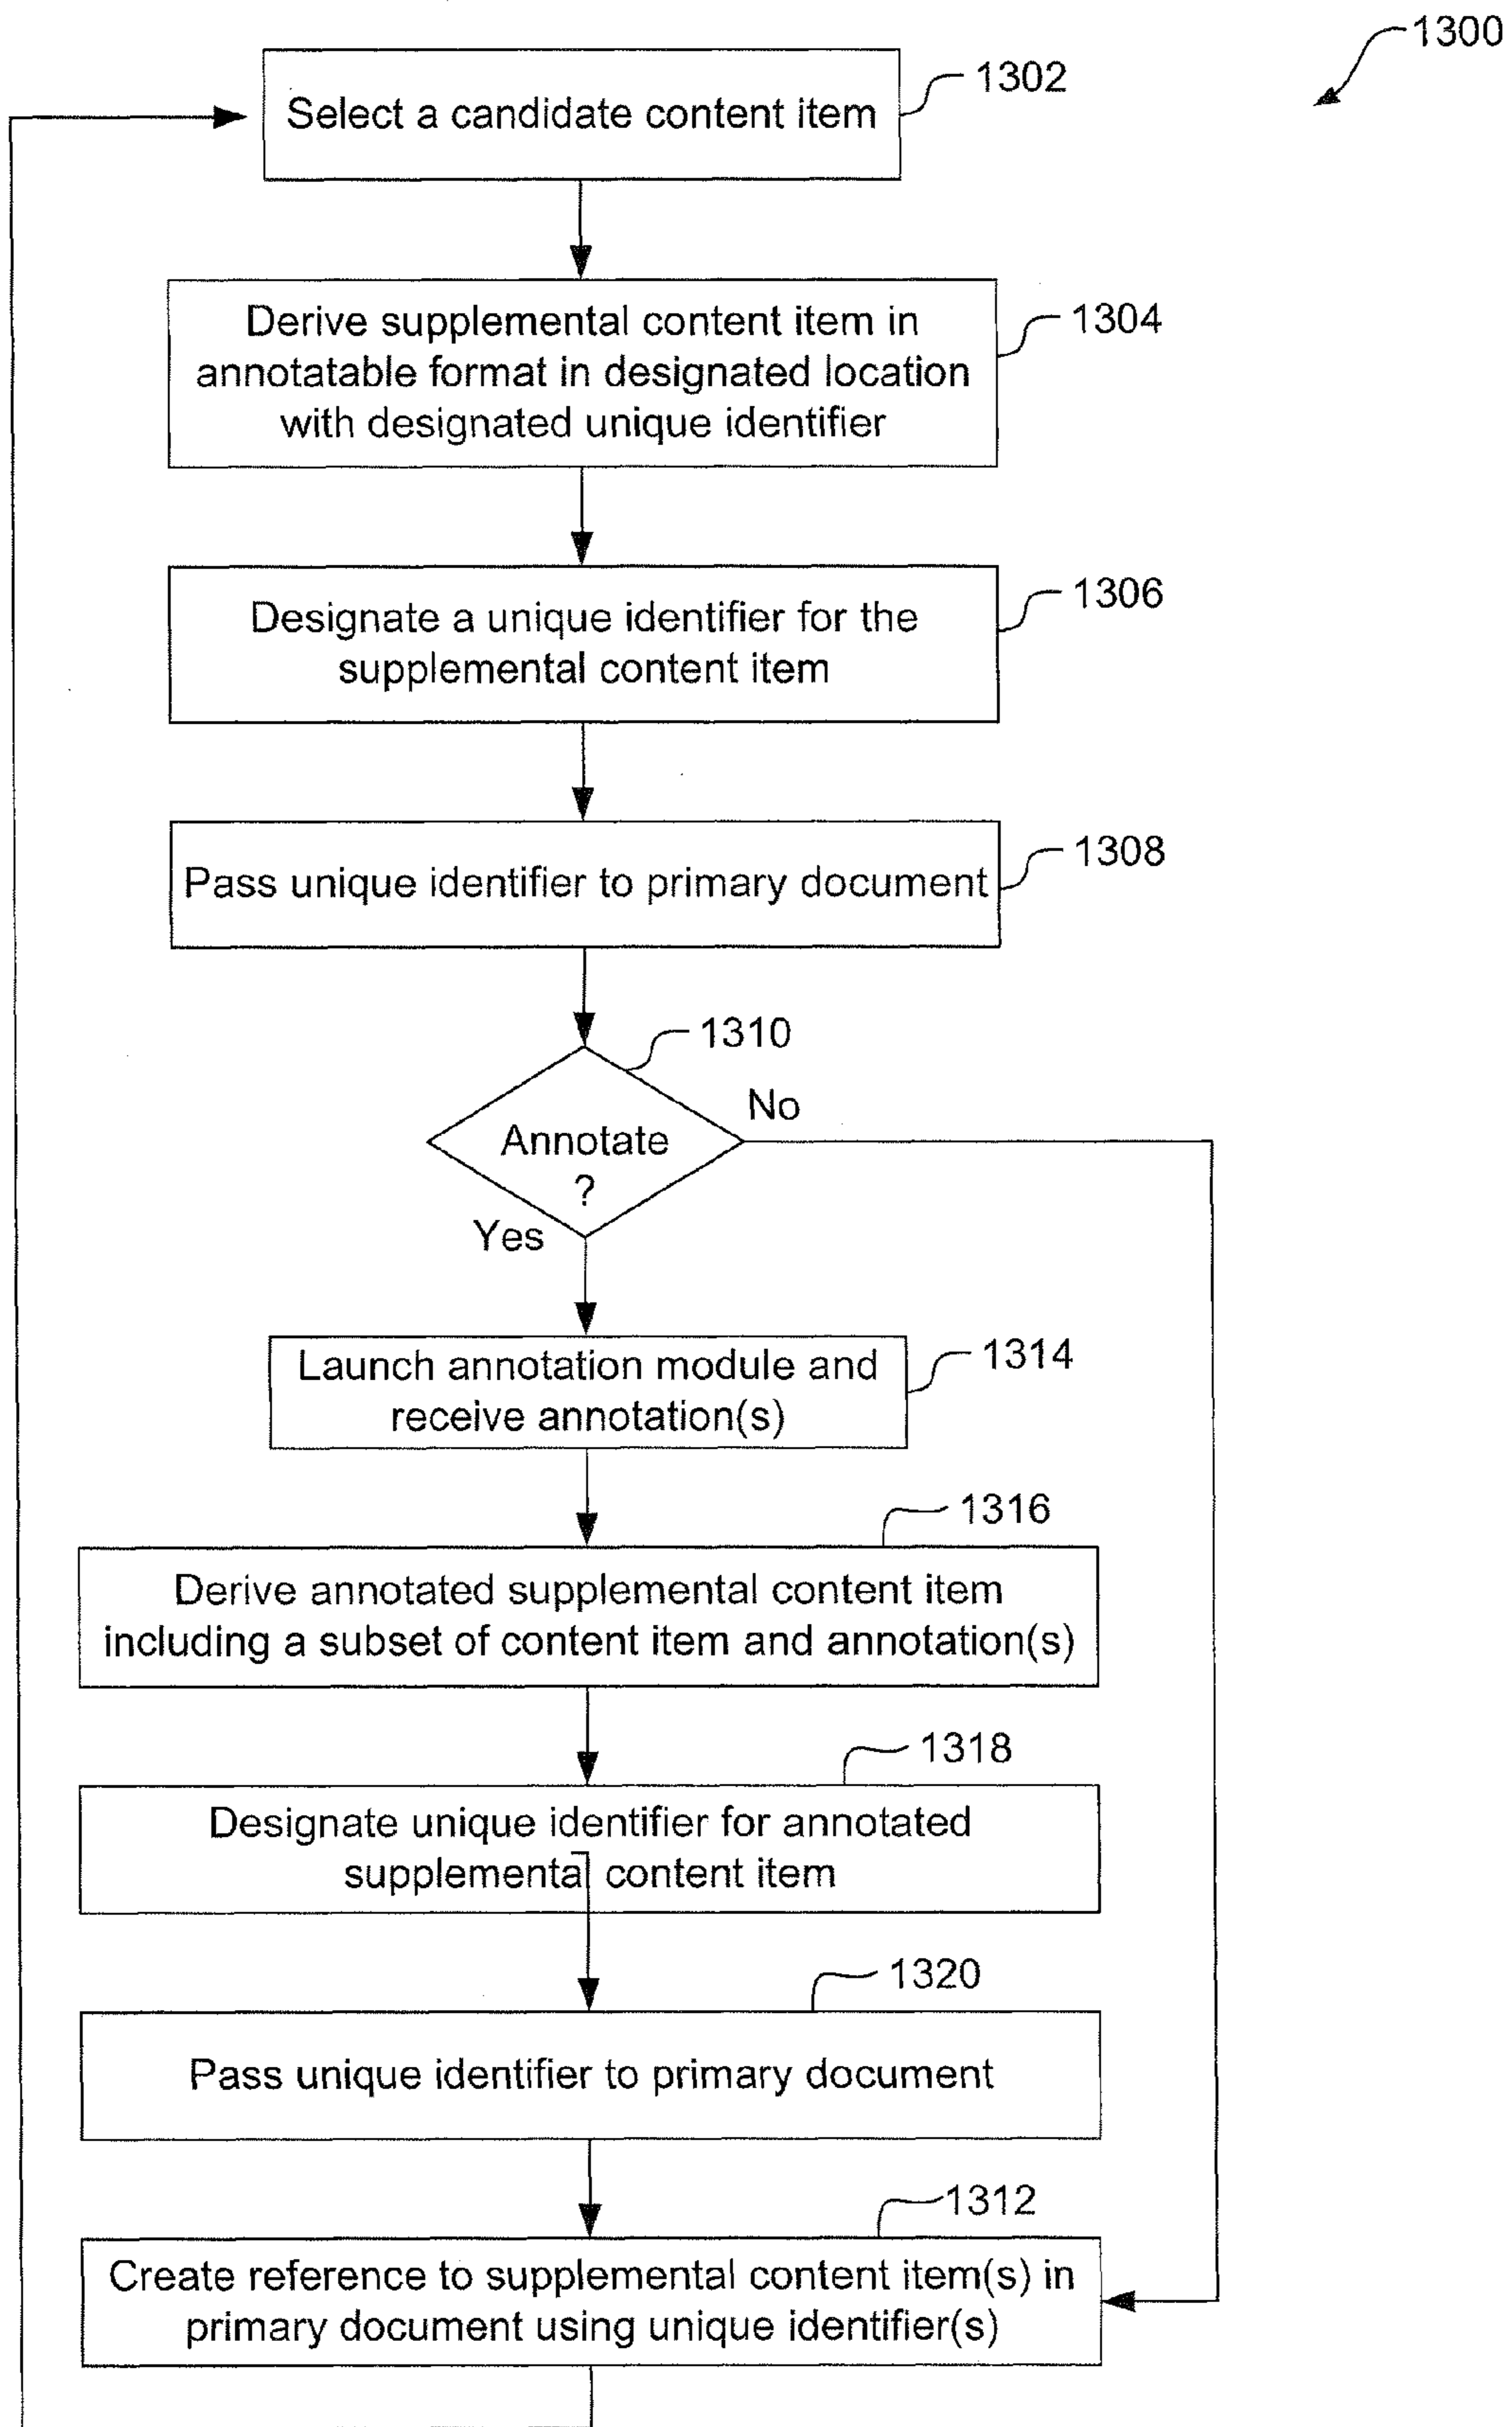 1300
Select a candidate content item
1302
Derive supplemental content item in
annotatable format in designated location
with designated unique identifier
1304
Designate a unique identifier for the
supplemental content item
1306
Pass unique identifier to primary document
1308
1310
Annotate
?
No
Yes
Launch annotation module and
receive annotation(s)
1314
1316
Derive annotated supplemental content item
including a subset of content item and annotation(s)
1318
Designate unique identifier for annotated
supplemental content item
1320
Pass unique identifier to primary document
1312
Create reference to supplemental content item(s) in
primary document using unique identifier(s)